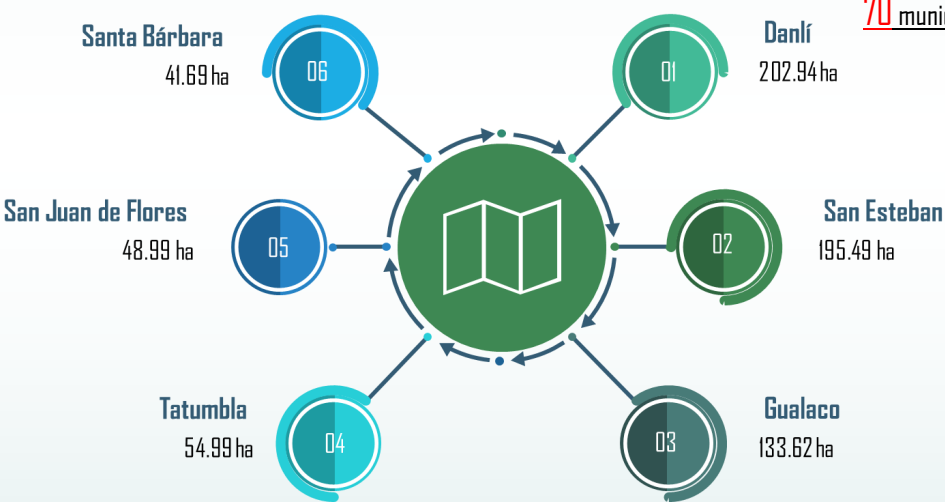 70 muni
01
Danlí
202.94 ha
02
San Esteban
195.49 ha
03
Gualaco
133.62 ha
04
Tatumbla
54.99 ha
05
San Juan de Flores
48.99 ha
06
Santa Bárbara
41.69 ha